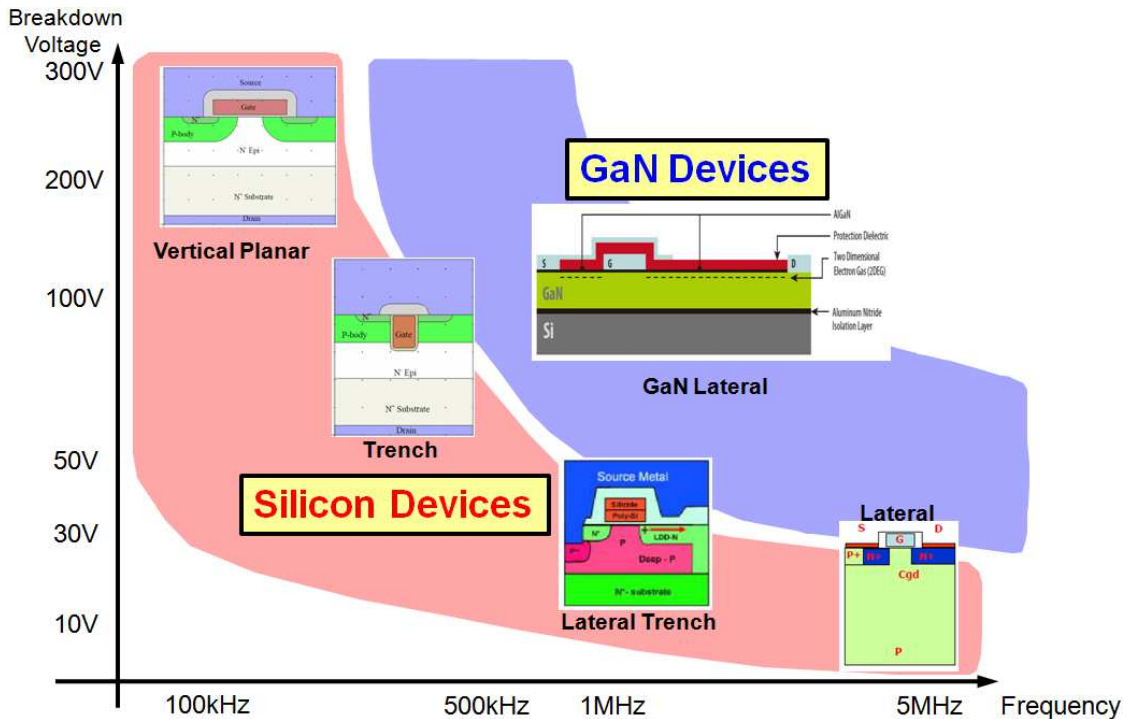 Breakdown
Voltage
300V
200V
100V
50V
30V
10V
100kHz
500kHz
1MHz
5MHz
Frequency
Source
Gate
N+
P-body
N- Epi
N+ Substrate
Drain
Vertical Planar
GaN Devices
AlGaN
Protection Dielectric
Two Dimensional
Electron Gas (2DEG)
Aluminum Nitride
Isolation Layer
S
G
D
GaN
Si
GaN Lateral
Source
P-body
Gate
N- Epi
N+ Substrate
Drain
Trench
Silicon Devices
Source Metal
Silicide
Poly-Si
N+
P
LDD-N
Deep - P
N+- substrate
Lateral Trench
Lateral
S
D
G
P+
N+
N+
Cgd
P